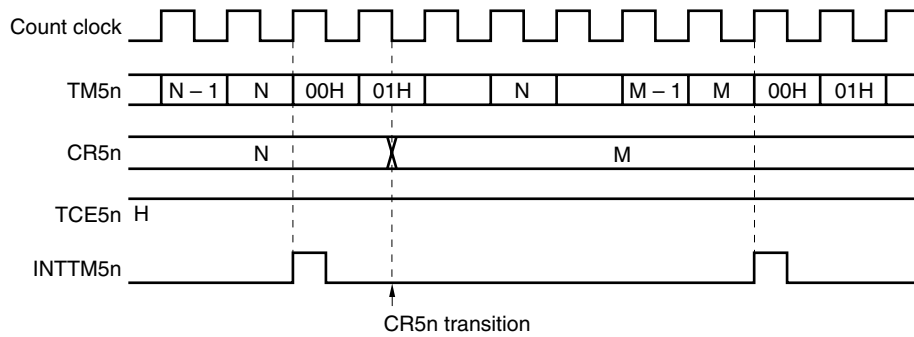 Count clock
TM5n N – 1 N 00H 01H N M – 1 M 00H 01H
CR5n N M
TCE5n H
INTTM5n
CR5n transition